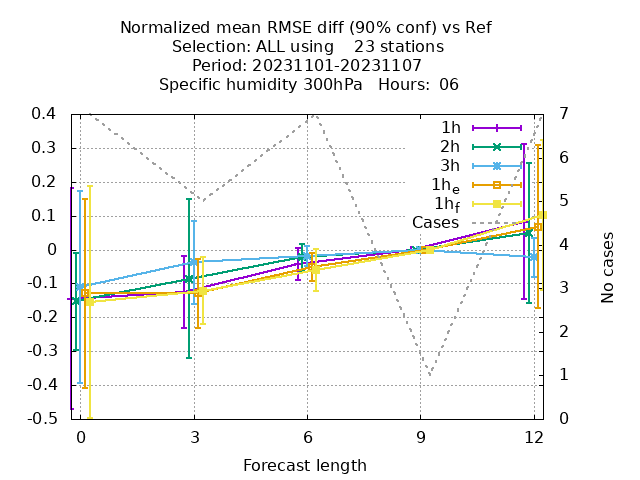 Normalized mean RMSE diff (90% conf) vs Ref
Selection: ALL using    23 stations
Period: 20231101-20231107
Specific humidity 300hPa   Hours:  06
0.4
0.3
0.2
0.1
0
-0.1
-0.2
-0.3
-0.4
-0.5
7
6
5
4
3
2
1
0
1h
2h
3h
1h_e
1h_f
Cases
No cases
0
3
6
9
12
Forecast length